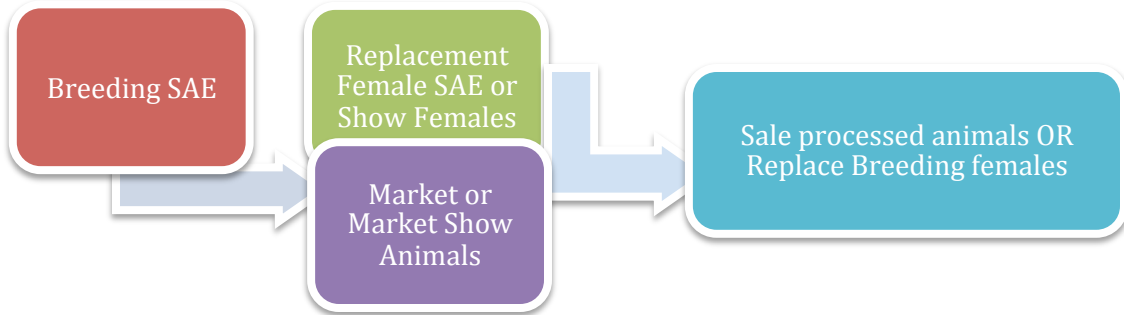 Breeding SAE
Replacement
Female SAE or
Show Females
Market or
Market Show
Animals
Sale processed animals OR
Replace Breeding females